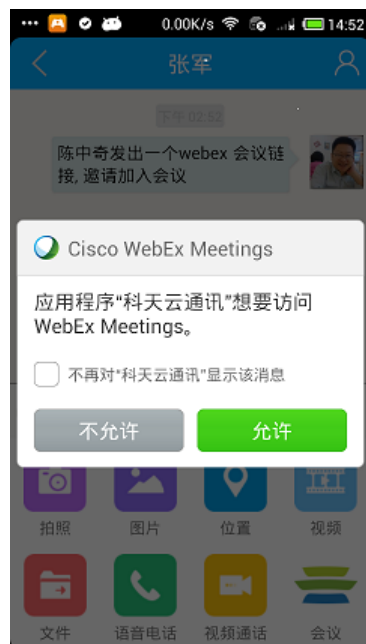 0.00K/s 14:52
张军
下午 02:52
陈中奇发出一个webex 会议链
接, 邀请加入会议
Cisco WebEx Meetings
应用程序“科天云通讯”想要访问
WebEx Meetings。
不再对“科天云通讯”显示该消息
不允许 允许
拍照 图片 位置 视频
文件 语音电话 视频通话 会议